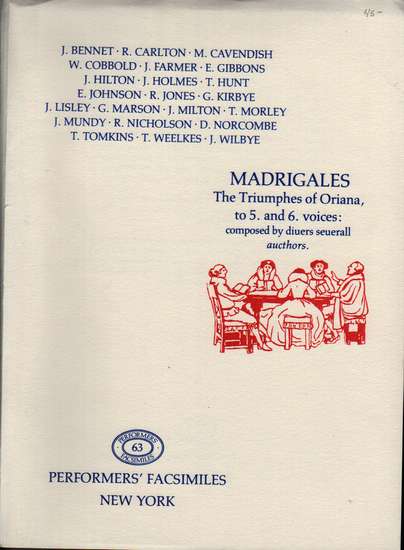 J. BENNET · R. CARLTON · M. CAVENDISH
W. COBBOLD · J. FARMER · E. GIBBONS
J. HILTON · J. HOLMES · T. HUNT
E. JOHNSON · R. JONES · G. KIRBYE
J. LISLEY · G. MARSON · J. MILTON · T. MORLEY
J. MUNDY · R. NICHOLSON · D. NORCOMBE
T. TOMKINS · T. WEELKES · J. WILBYE
MADRIGALES
The Triumphes of Oriana,
to 5. and 6. voices:
composed by diuers seuerall
aucthors.
PERFORMERS'
63
FACSIMILES
PERFORMERS' FACSIMILES
NEW YORK